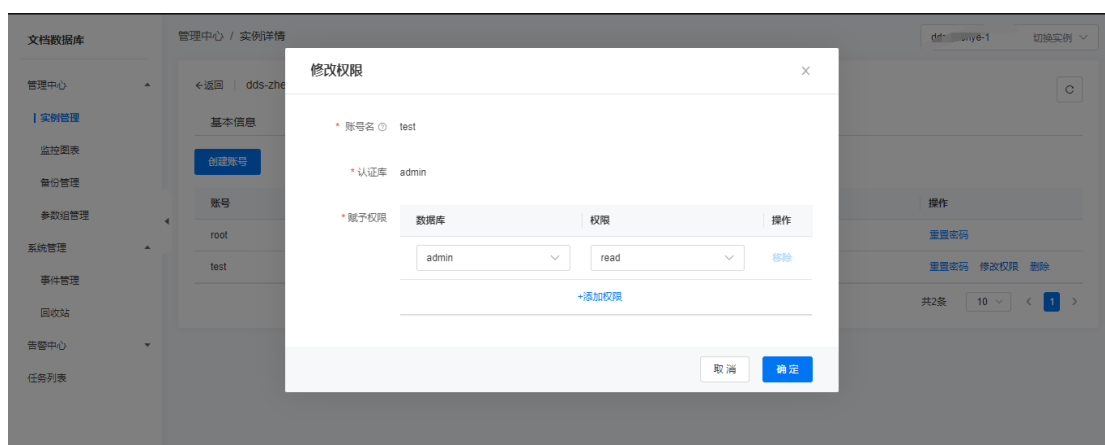 文档数据库
管理中心 / 实例详情
切换实例
管理中心
实例管理
监控图表
备份管理
参数组管理
系统管理
事件管理
回收站
告警中心
任务列表
←返回 dds-zhe
基本信息
创建账号
账号
操作
root
重置密码
test
重置密码 修改权限 删除
共2条 10 < 1 >
修改权限
* 账号名 test
* 认证库 admin
* 赋予权限
数据库 权限 操作
admin read 移除
+添加权限
取消 确定